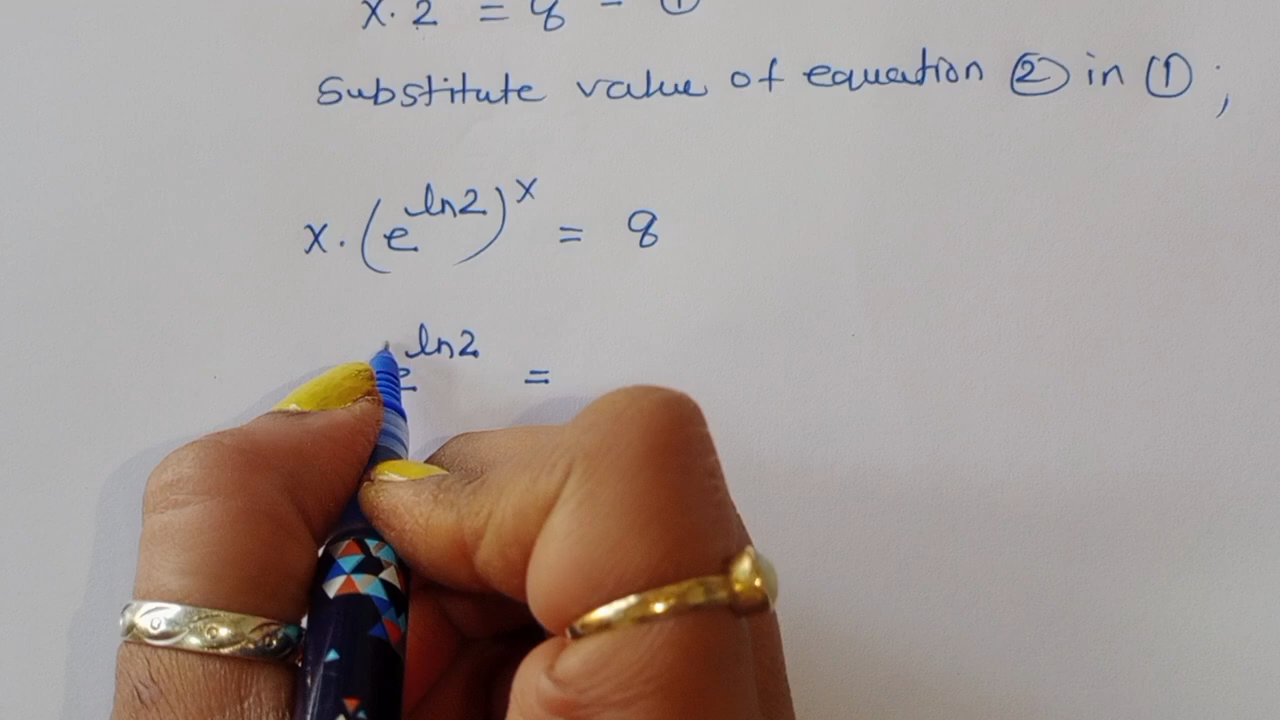 x. 2 = 8 - ①
Substitute value of equation ② in ① ;
x. (e^ln2)^x = 8
e^ln2 =